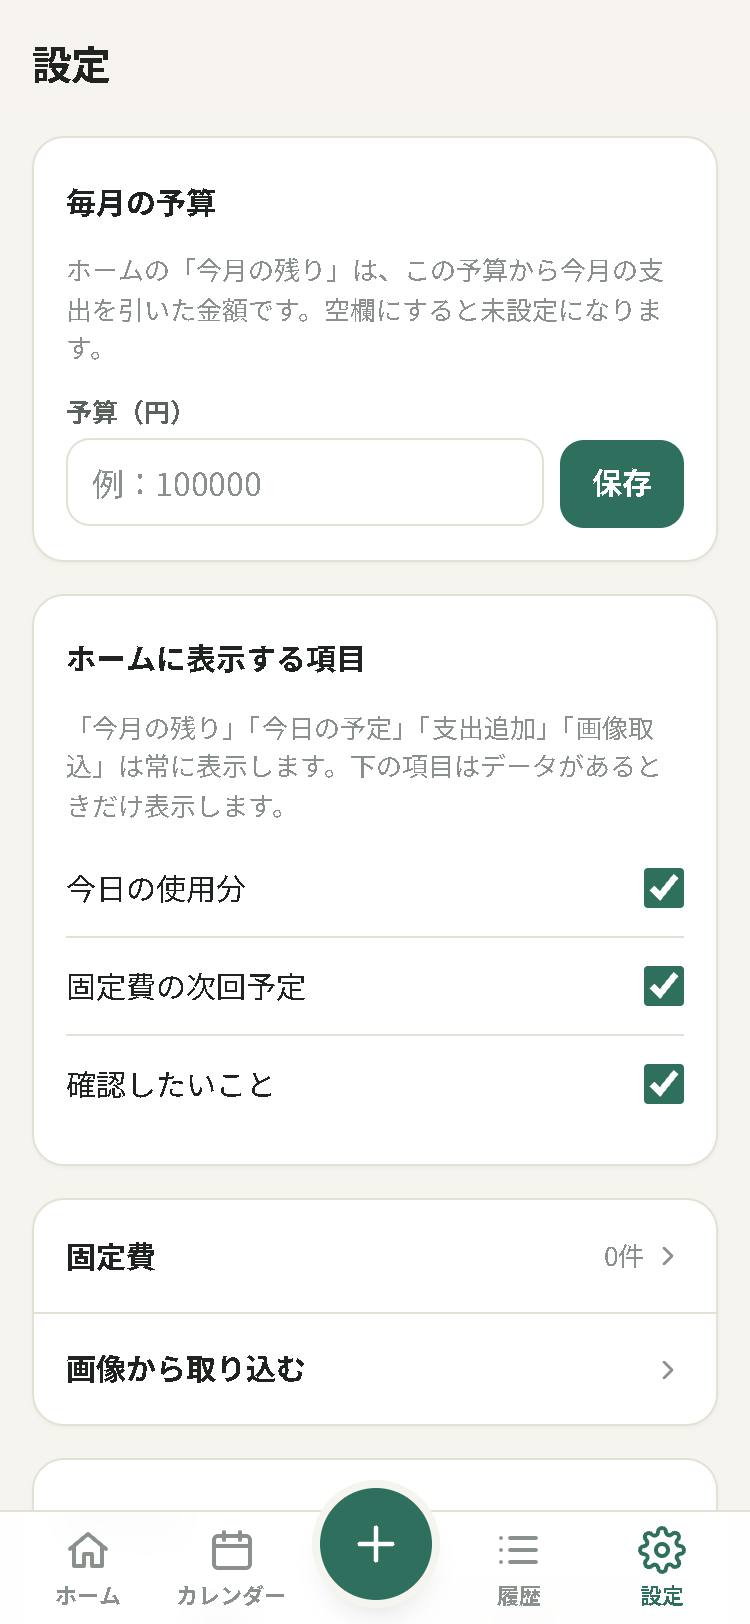 設定
毎月の予算
ホームの「今月の残り」は、この予算から今月の支
出を引いた金額です。空欄にすると未設定になりま
す。
予算（円）
例：100000
保存
ホームに表示する項目
「今月の残り」「今日の予定」「支出追加」「画像取
込」は常に表示します。下の項目はデータがあると
きだけ表示します。
今日の使用分
固定費の次回予定
確認したいこと
固定費
0件
画像から取り込む
ホーム
カレンダー
履歴
設定